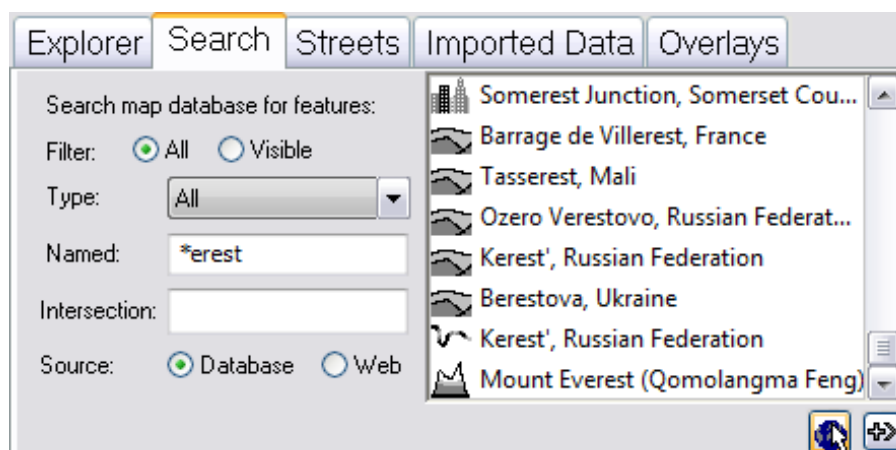 Explorer Search Streets Imported Data Overlays
Search map database for features:
Filter: All Visible
Type: All
Named: *erest
Intersection:
Source: Database Web
Somerest Junction, Somerset Cou...
Barrage de Villerest, France
Tasserest, Mali
Ozero Verestovo, Russian Federat...
Kerest', Russian Federation
Berestova, Ukraine
Kerest', Russian Federation
Mount Everest (Qomolangma Feng)